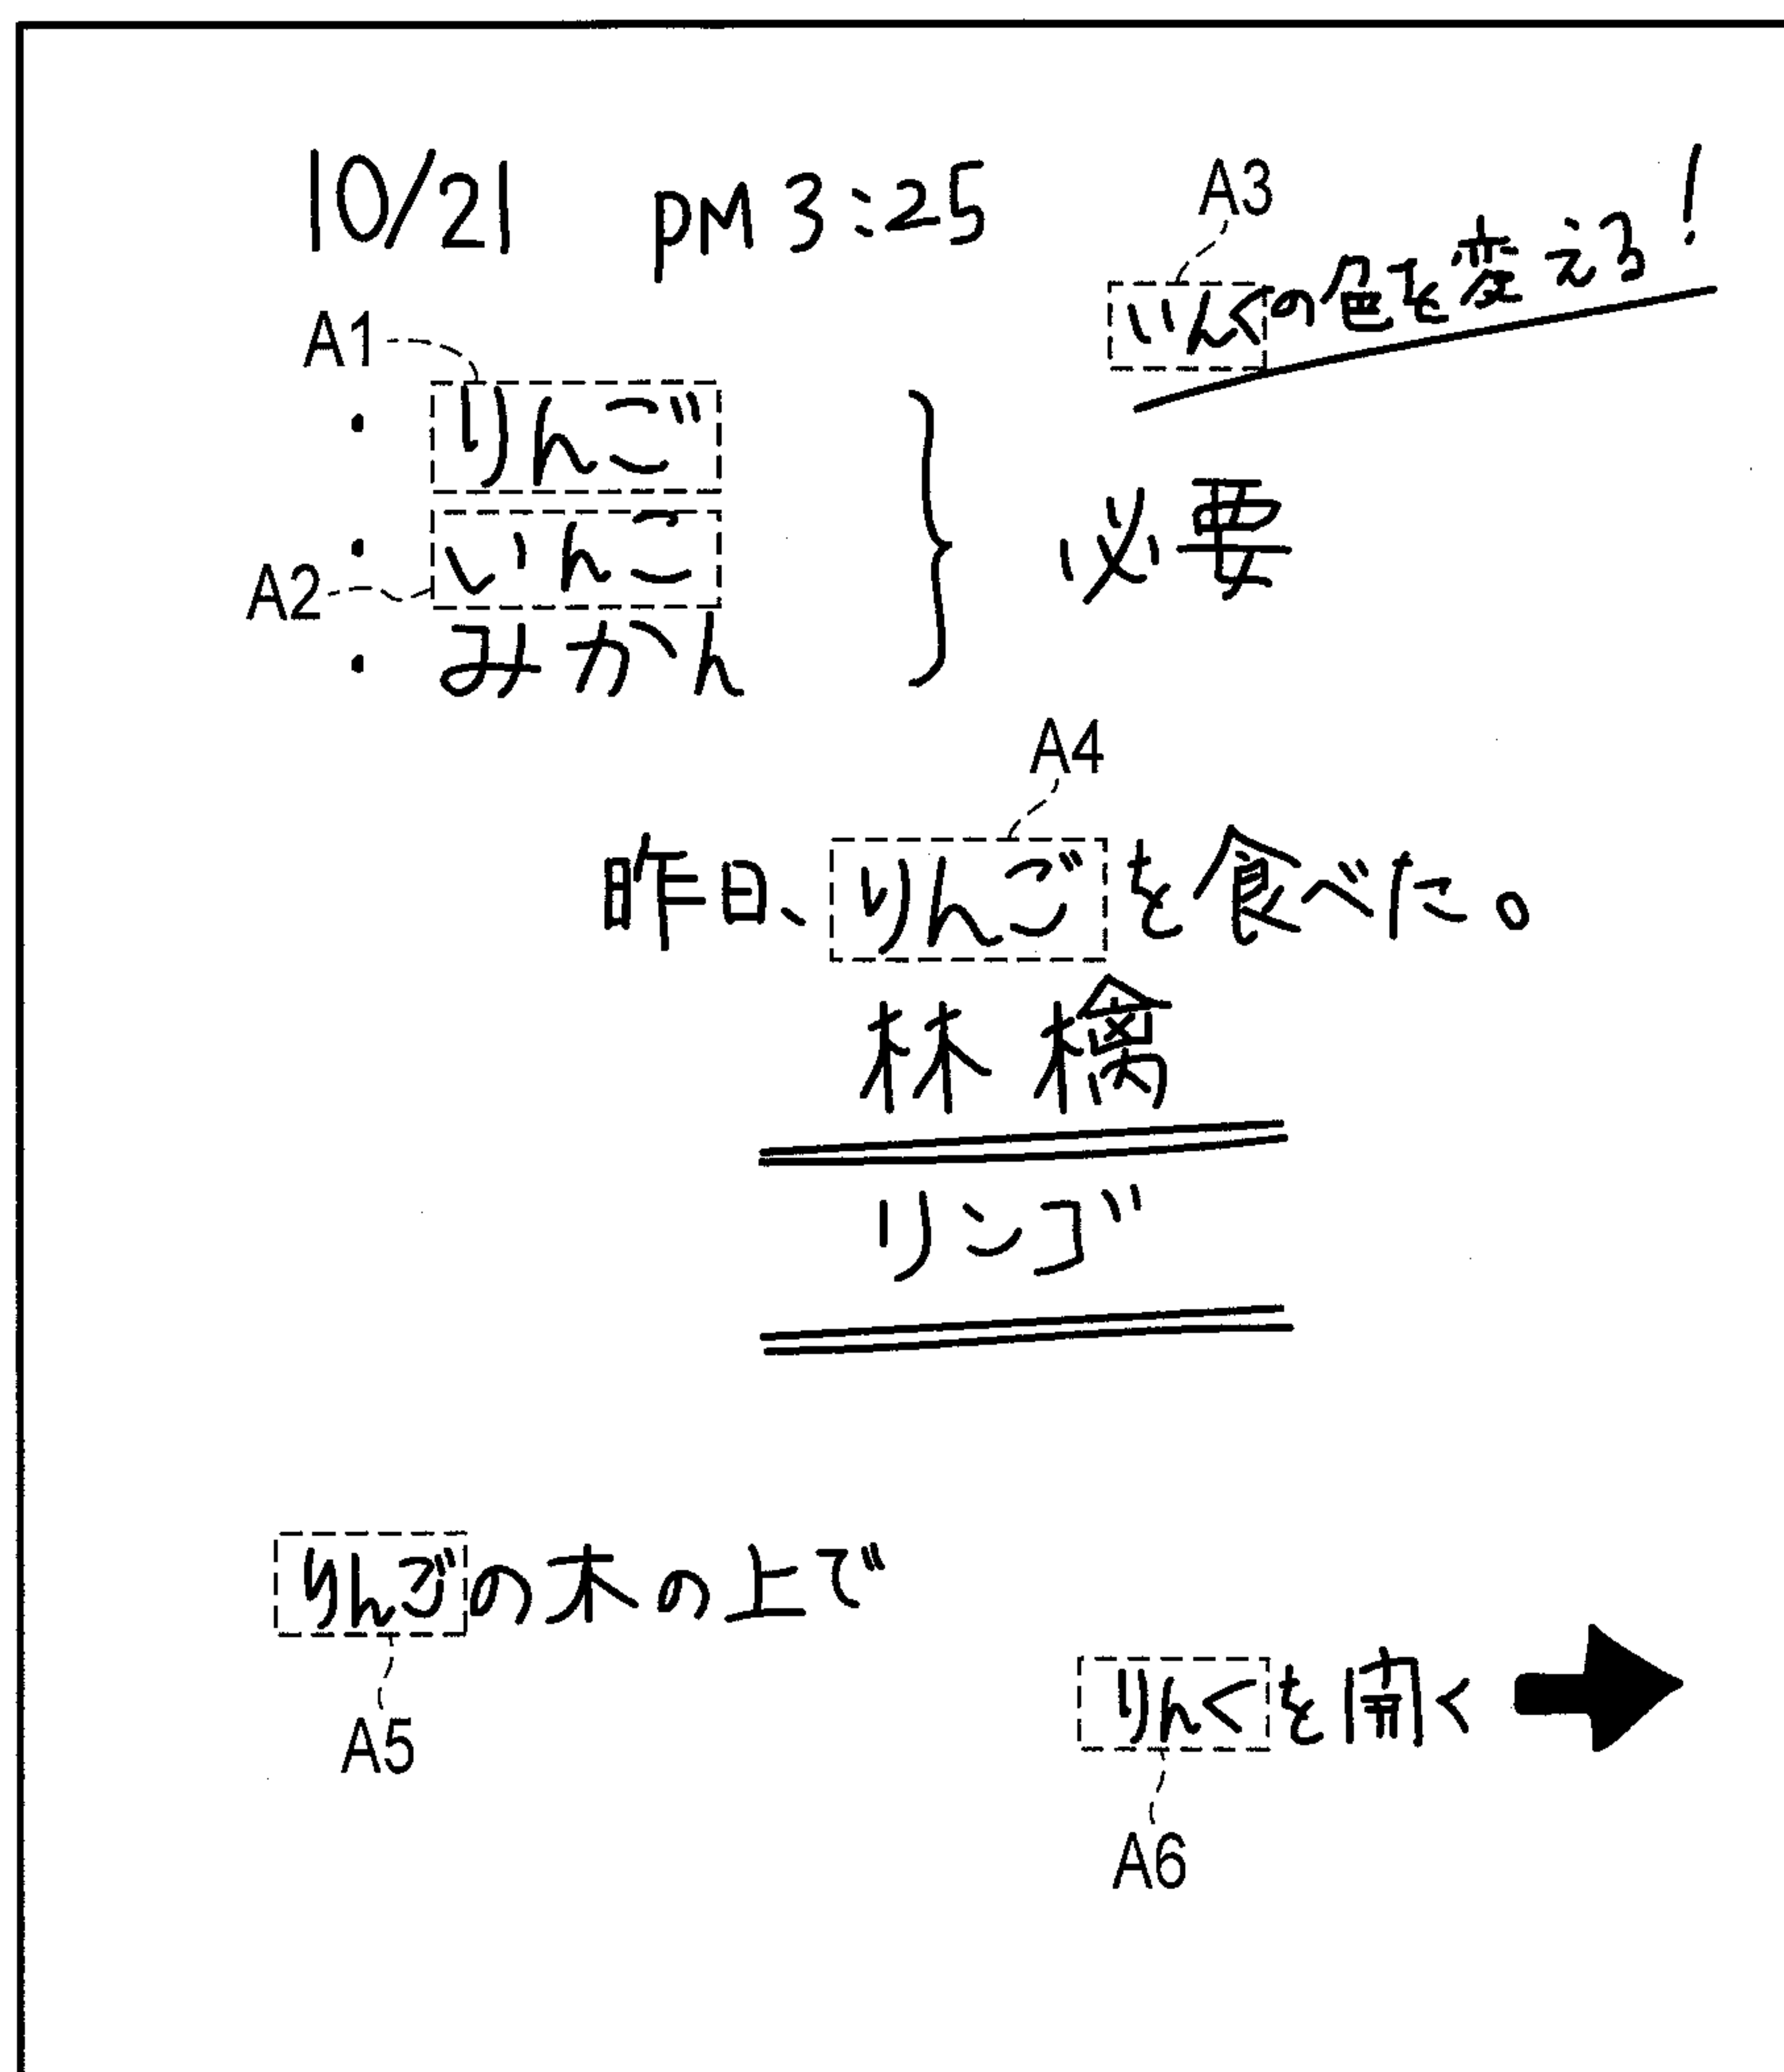 10/21 PM 3:25
A3
いんくの色を変える!
A1
・りんご
・いんご
A2
・みかん
必要
A4
昨日、りんごを食べた。
林檎
リンゴ
りんごの木の上で
A5
りんくを開く
A6